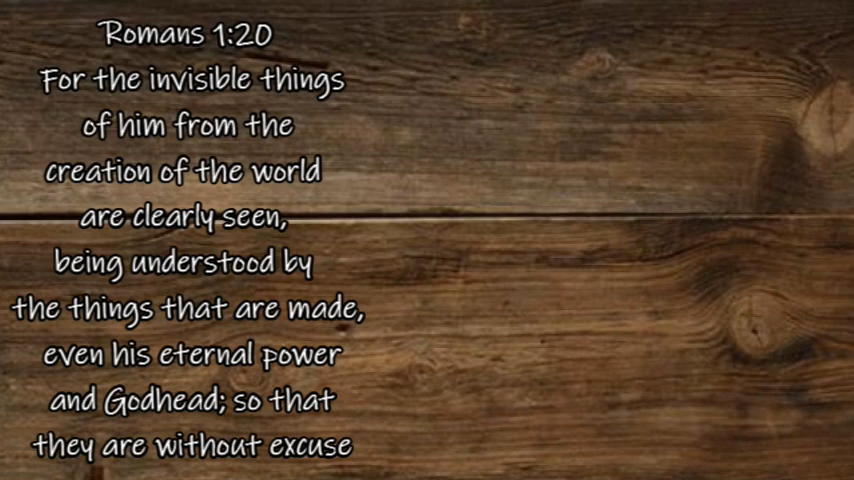 Romans 1:20
For the invisible things
of him from the
creation of the world
are clearly seen,
being understood by
the things that are made,
even his eternal power
and Godhead; so that
they are without excuse